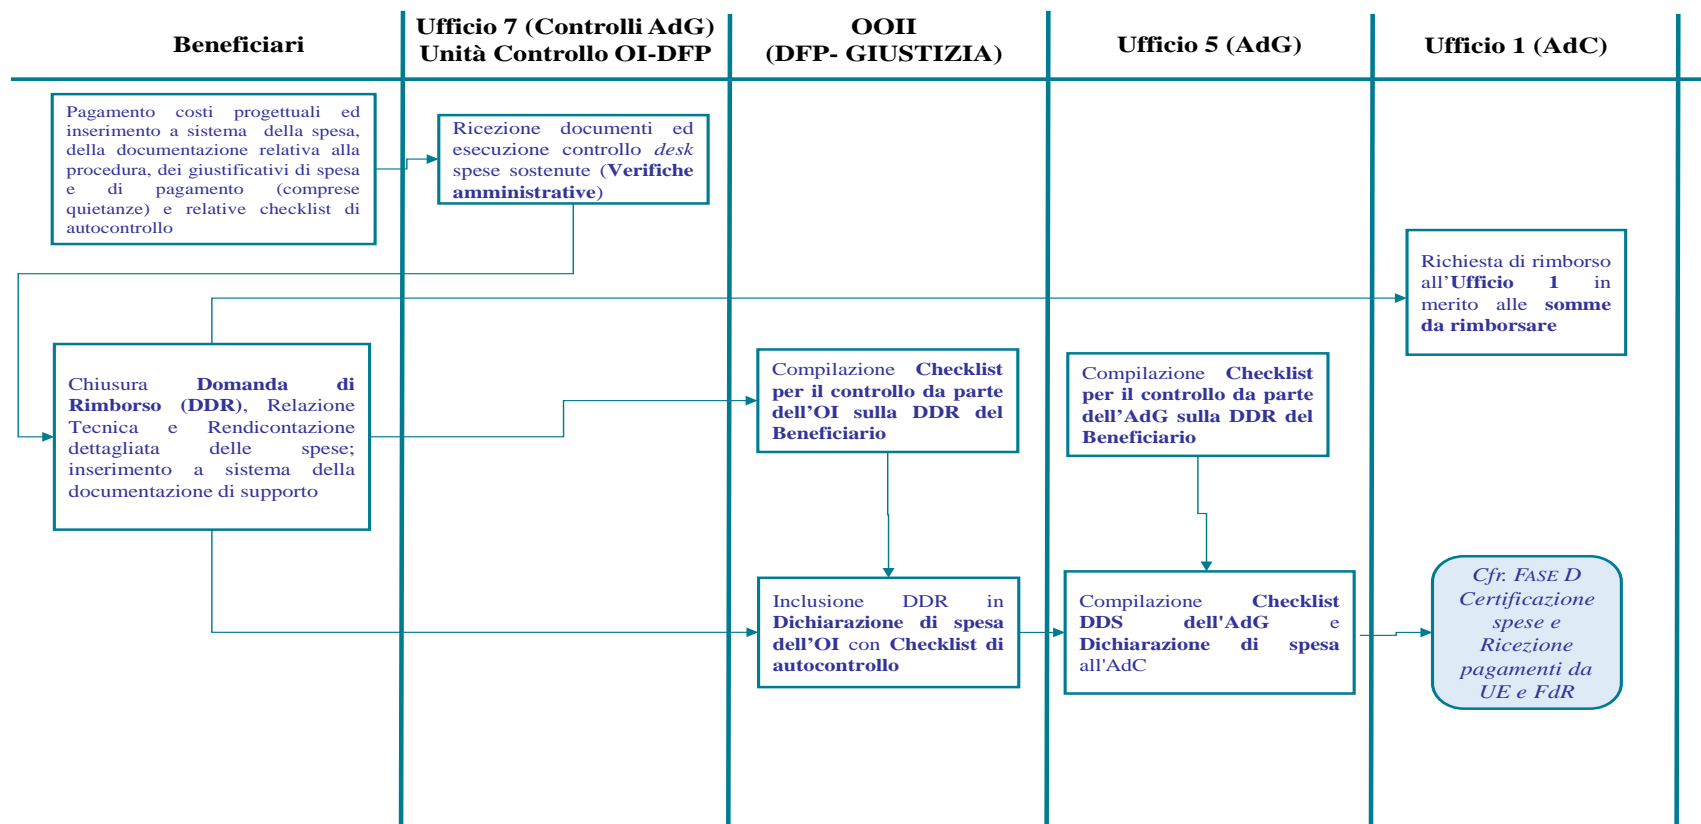 Beneficiari
Ufficio 7 (Controlli AdG)
Unità Controllo OI-DFP
OOII
(DFP- GIUSTIZIA)
Ufficio 5 (AdG)
Ufficio 1 (AdC)
Pagamento costi progettuali ed
inserimento a sistema della spesa,
della documentazione relativa alla
procedura, dei giustificativi di spesa
e di pagamento (comprese
quietanze) e relative checklist di
autocontrollo
Ricezione documenti ed
esecuzione controllo desk
spese sostenute (Verifiche
amministrative)
Richiesta di rimborso
all'Ufficio 1 in
merito alle somme
da rimborsare
Chiusura Domanda di
Rimborso (DDR), Relazione
Tecnica e Rendicontazione
dettagliata delle spese;
inserimento a sistema della
documentazione di supporto
Compilazione Checklist
per il controllo da parte
dell'OI sulla DDR del
Beneficiario
Compilazione Checklist
per il controllo da parte
dell'AdG sulla DDR del
Beneficiario
Inclusione DDR in
Dichiarazione di spesa
dell'OI con Checklist di
autocontrollo
Compilazione Checklist
DDS dell'AdG e
Dichiarazione di spesa
all'AdC
Cfr. FASE D
Certificazione
spese e
Ricezione
pagamenti da
UE e FdR